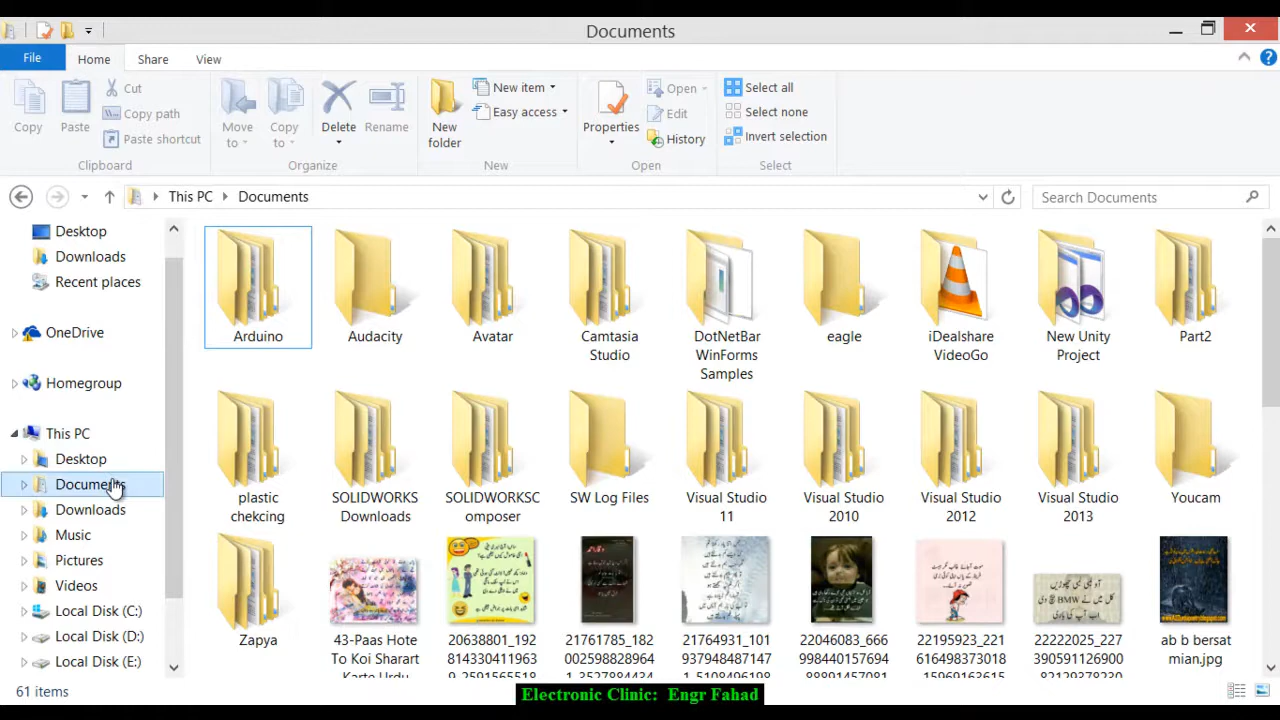 Documents
File Home Share View
Copy
Paste
Cut
Copy path
Paste shortcut
Move to
Copy to
Delete
Rename
New folder
New item
Easy access
Properties
Open
Edit
History
Select all
Select none
Invert selection
Clipboard Organize New Open Select
This PC Documents
Search Documents
Desktop
Downloads
Recent places
OneDrive
Homegroup
This PC
Desktop
Documents
Downloads
Music
Pictures
Videos
Local Disk (C:)
Local Disk (D:)
Local Disk (E:)
Arduino
Audacity
Avatar
Camtasia
Studio
DotNetBar
WinForms
Samples
eagle
iDealshare
VideoGo
New Unity
Project
Part2
plastic
chekcing
SOLIDWORKS
Downloads
SOLIDWORKSC
omposer
SW Log Files
Visual Studio
11
Visual Studio
2010
Visual Studio
2012
Visual Studio
2013
Youcam
Zapya
43-Paas Hote
To Koi Sharart
Karte Urdu
20638801_192
814330411963
21761785_182
002598828964
21764931_101
937948487147
22046083_666
998440157694
22195923_221
616498373018
22222025_227
390591126900
ab b bersat
mian.jpg
61 items
Electronic Clinic: Engr Fahad